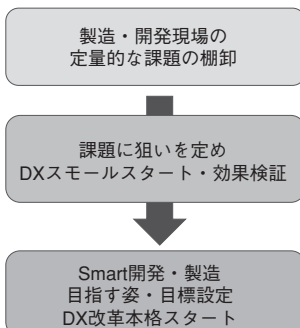 製造・開発現場の
定量的な課題の棚卸
課題に狙いを定め
DXスモールスタート・効果検証
Smart開発・製造
目指す姿・目標設定
DX改革本格スタート